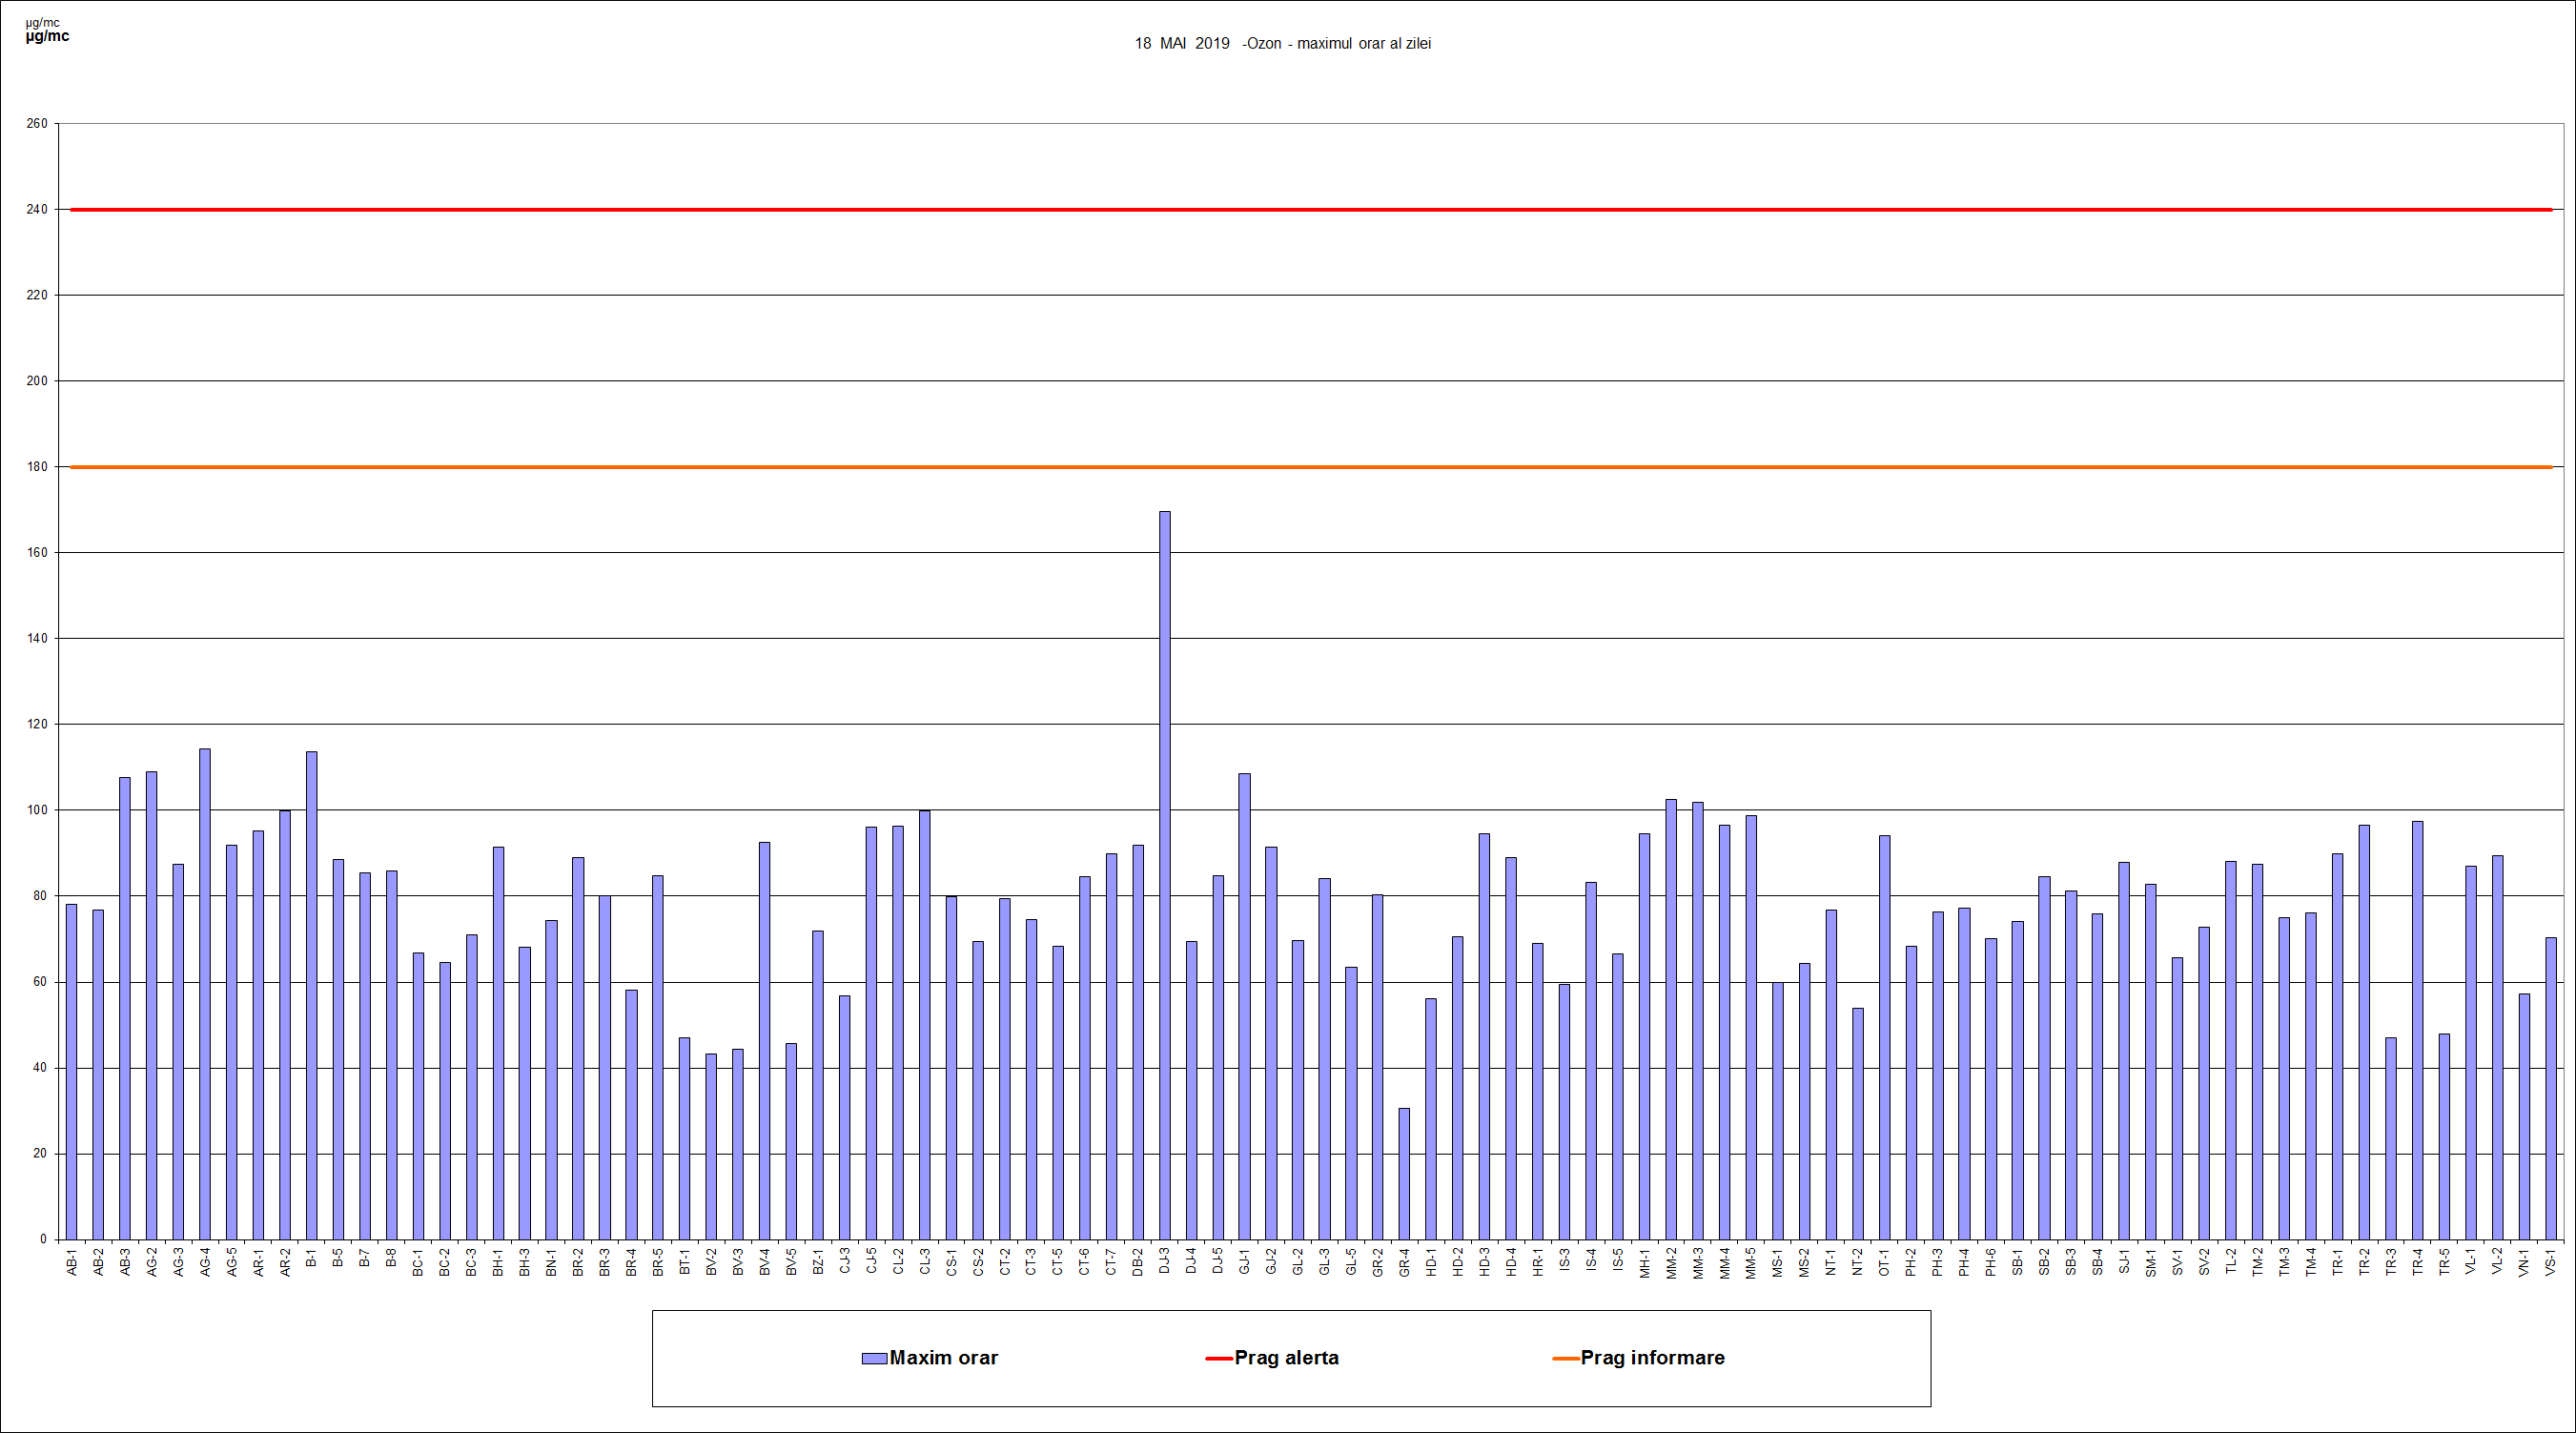 µg/mc
µg/mc
18 MAI 2019 -Ozon - maximul orar al zilei
260
240
220
200
180
160
140
120
100
80
60
40
20
0
AB-1
AB-2
AB-3
AG-2
AG-3
AG-4
AG-5
AR-1
AR-2
B-1
B-5
B-7
B-8
BC-1
BC-2
BC-3
BH-1
BH-3
BN-1
BR-2
BR-3
BR-4
BR-5
BT-1
BV-2
BV-3
BV-4
BV-5
BZ-1
CJ-3
CJ-5
CL-2
CL-3
CS-1
CS-2
CT-2
CT-3
CT-5
CT-6
CT-7
DB-2
DJ-3
DJ-4
DJ-5
GJ-1
GJ-2
GL-2
GL-3
GL-5
GR-2
GR-4
HD-1
HD-2
HD-3
HD-4
HR-1
IS-3
IS-4
IS-5
MH-1
MM-2
MM-3
MM-4
MM-5
MS-1
MS-2
NT-1
NT-2
OT-1
PH-2
PH-3
PH-4
PH-6
SB-1
SB-2
SB-3
SB-4
SJ-1
SM-1
SV-1
SV-2
TL-2
TM-2
TM-3
TM-4
TR-1
TR-2
TR-3
TR-4
TR-5
VL-1
VL-2
VN-1
VS-1
Maxim orar
Prag alerta
Prag informare